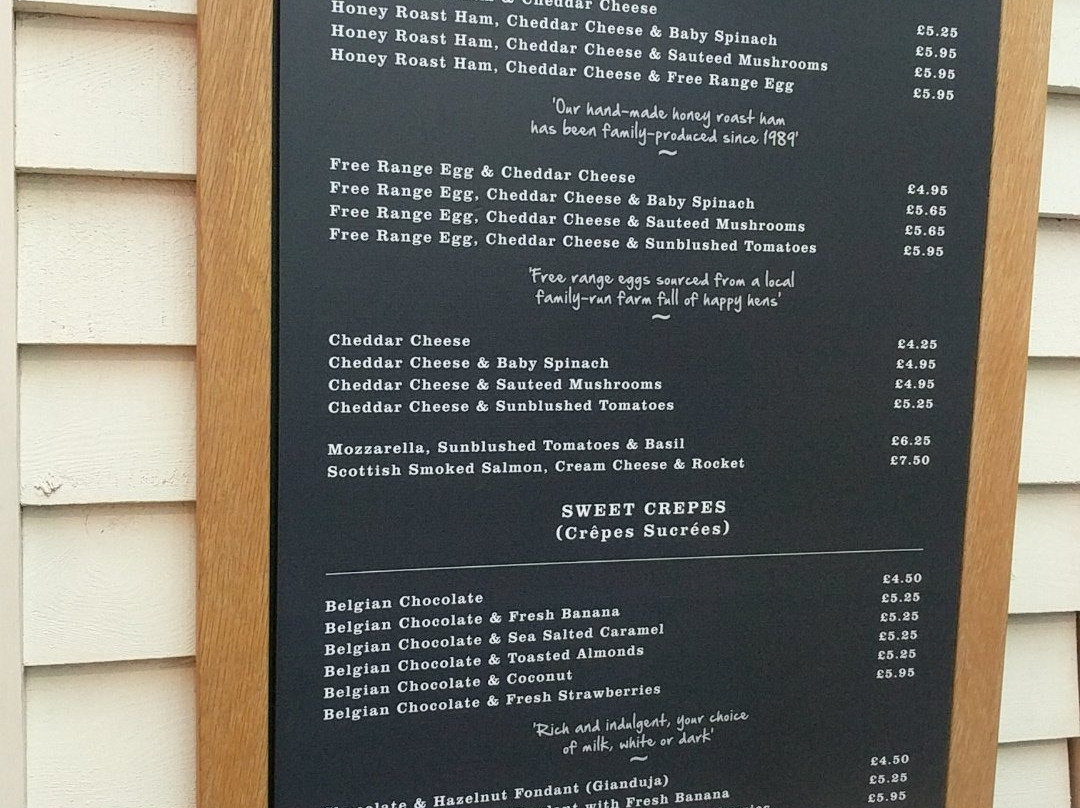 & Cheddar Cheese £5.25
Honey Roast Ham, Cheddar Cheese & Baby Spinach £5.95
Honey Roast Ham, Cheddar Cheese & Sauteed Mushrooms £5.95
Honey Roast Ham, Cheddar Cheese & Free Range Egg £5.95
'Our hand-made honey roast ham
has been family-produced since 1989'
~
Free Range Egg & Cheddar Cheese £4.95
Free Range Egg, Cheddar Cheese & Baby Spinach £5.65
Free Range Egg, Cheddar Cheese & Sauteed Mushrooms £5.65
Free Range Egg, Cheddar Cheese & Sunblushed Tomatoes £5.95
'Free range eggs sourced from a local
family-run farm full of happy hens'
~
Cheddar Cheese £4.25
Cheddar Cheese & Baby Spinach £4.95
Cheddar Cheese & Sauteed Mushrooms £4.95
Cheddar Cheese & Sunblushed Tomatoes £5.25
Mozzarella, Sunblushed Tomatoes & Basil £6.25
Scottish Smoked Salmon, Cream Cheese & Rocket £7.50
SWEET CREPES
(Crêpes Sucrées)
Belgian Chocolate £4.50
Belgian Chocolate & Fresh Banana £5.25
Belgian Chocolate & Sea Salted Caramel £5.25
Belgian Chocolate & Toasted Almonds £5.25
Belgian Chocolate & Coconut £5.25
Belgian Chocolate & Fresh Strawberries £5.95
'Rich and indulgent, your choice
of milk, white or dark'
~
& Hazelnut Fondant (Gianduja) £4.50
with Fresh Banana £5.25
£5.95